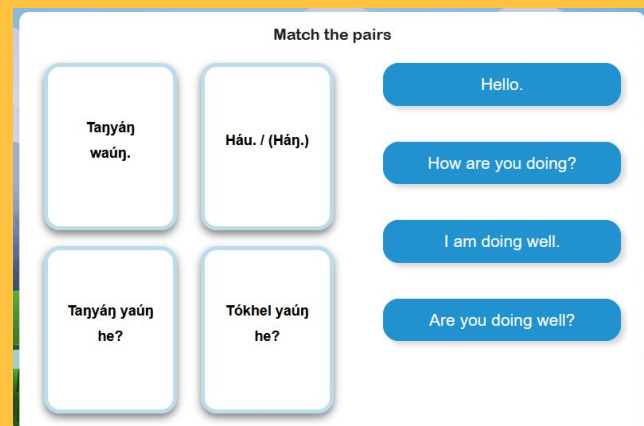 Match the pairs
Taŋyáŋ
waúŋ.
Háu. / (Háŋ.)
Taŋyáŋ yaúŋ
he?
Tókhel yaúŋ
he?
Hello.
How are you doing?
I am doing well.
Are you doing well?